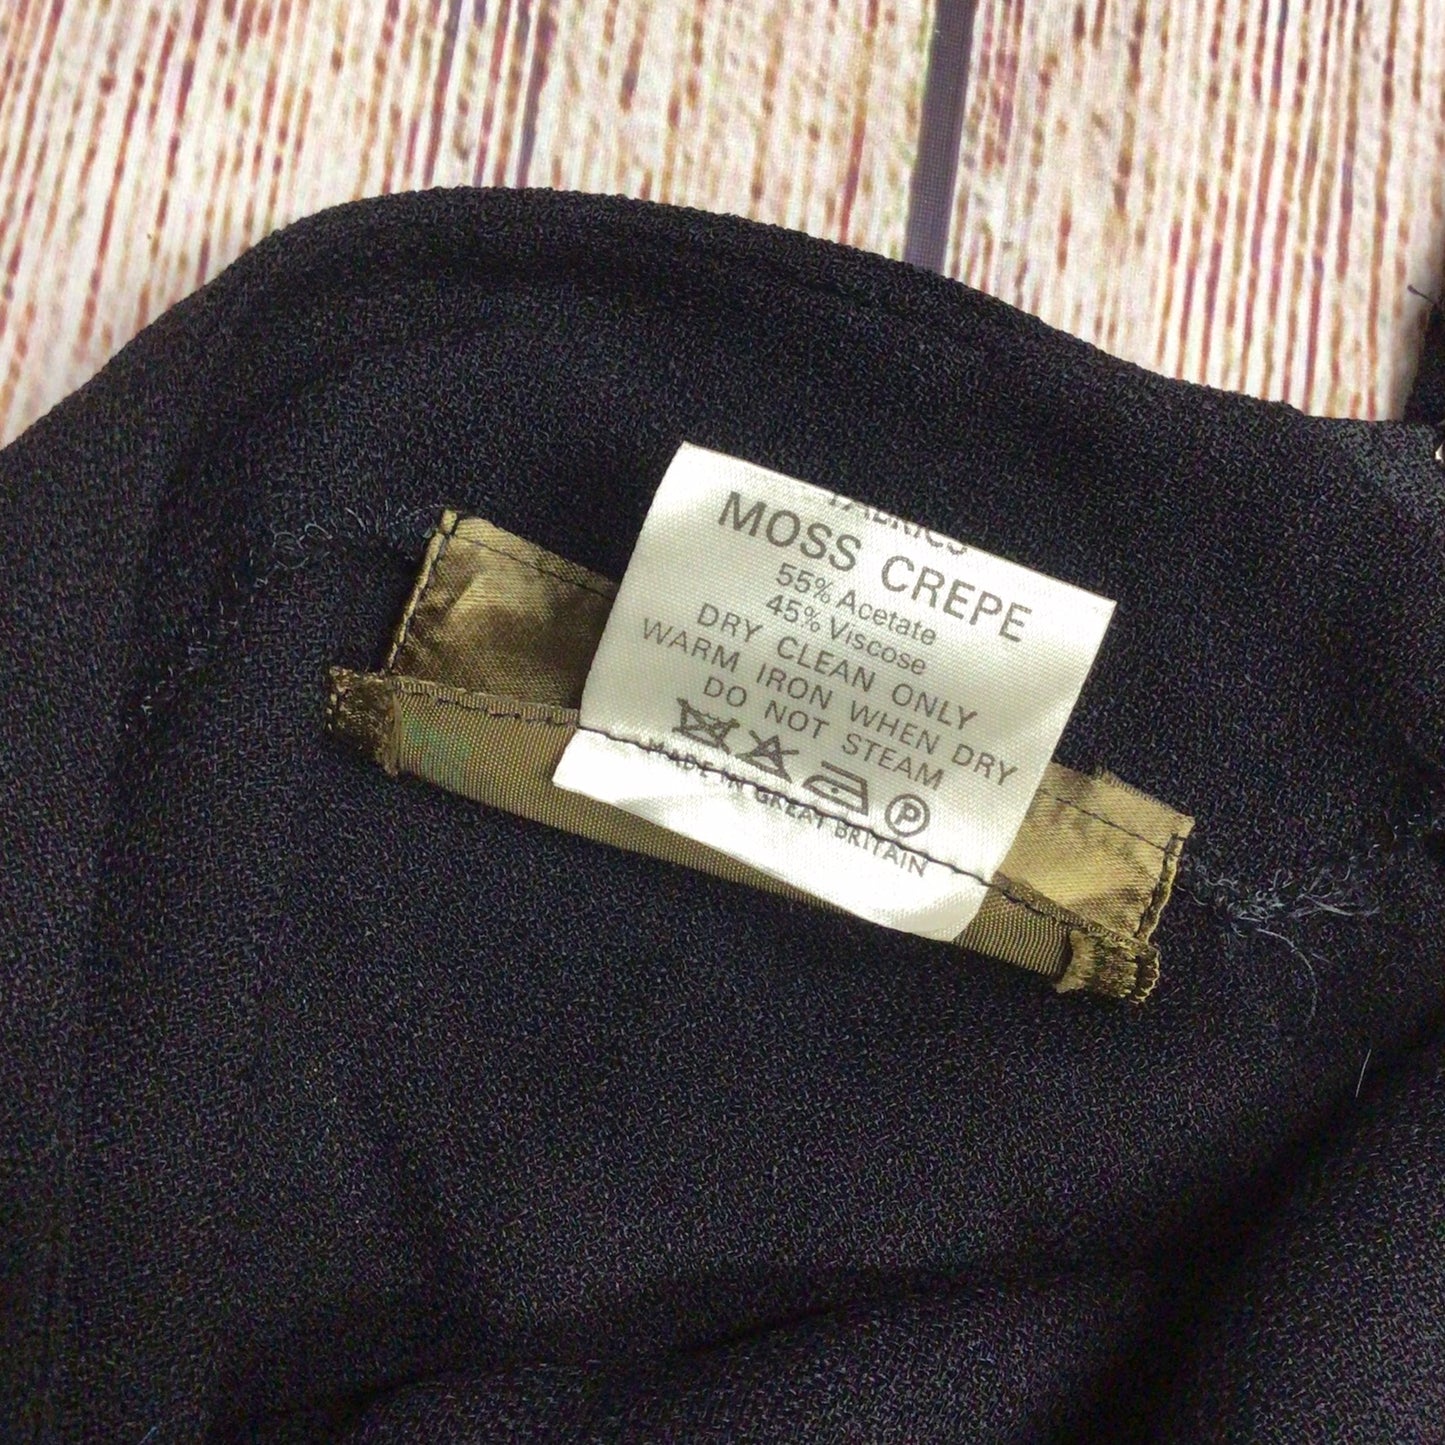 FABRICS
MOSS CREPE
55% Acetate
45% Viscose
DRY CLEAN ONLY
WARM IRON WHEN DRY
DO NOT STEAM
P
MADE IN GREAT BRITAIN